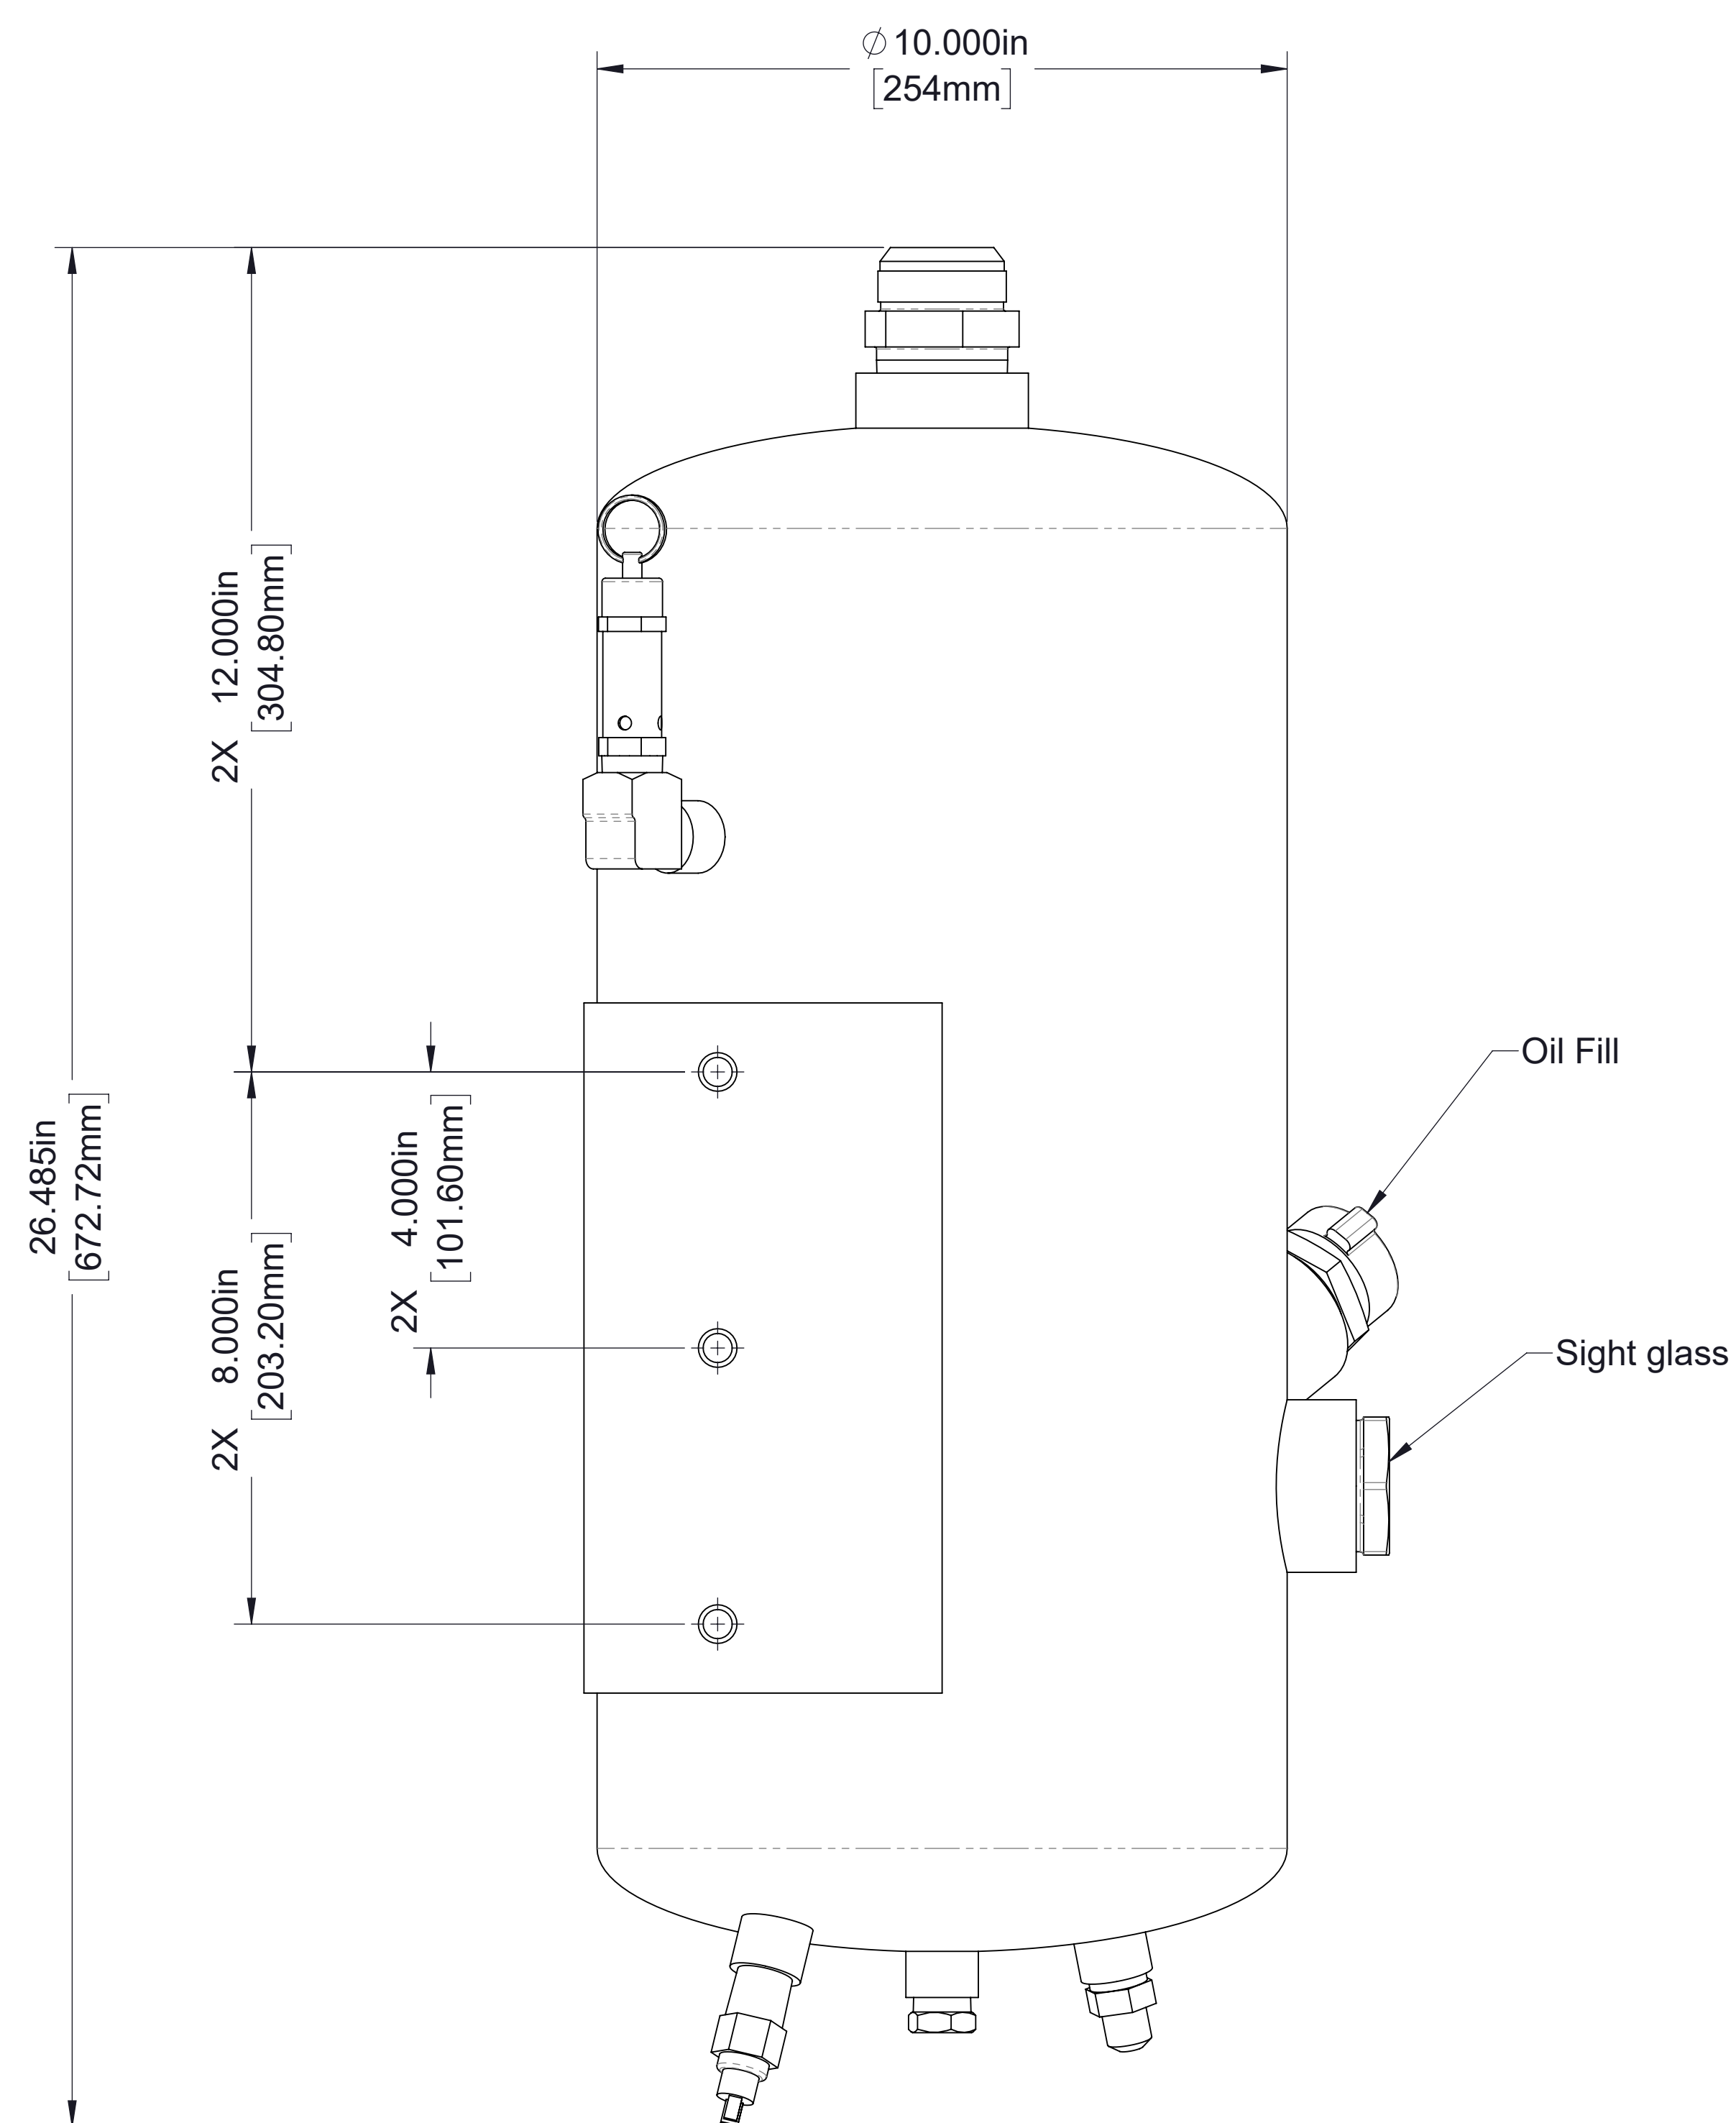 ⌀ 10.000in
[254mm]
2X 12.000in
[304.80mm]
26.485in
[672.72mm]
2X 8.000in
[203.20mm]
2X 4.000in
[101.60mm]
Oil Fill
Sight glass